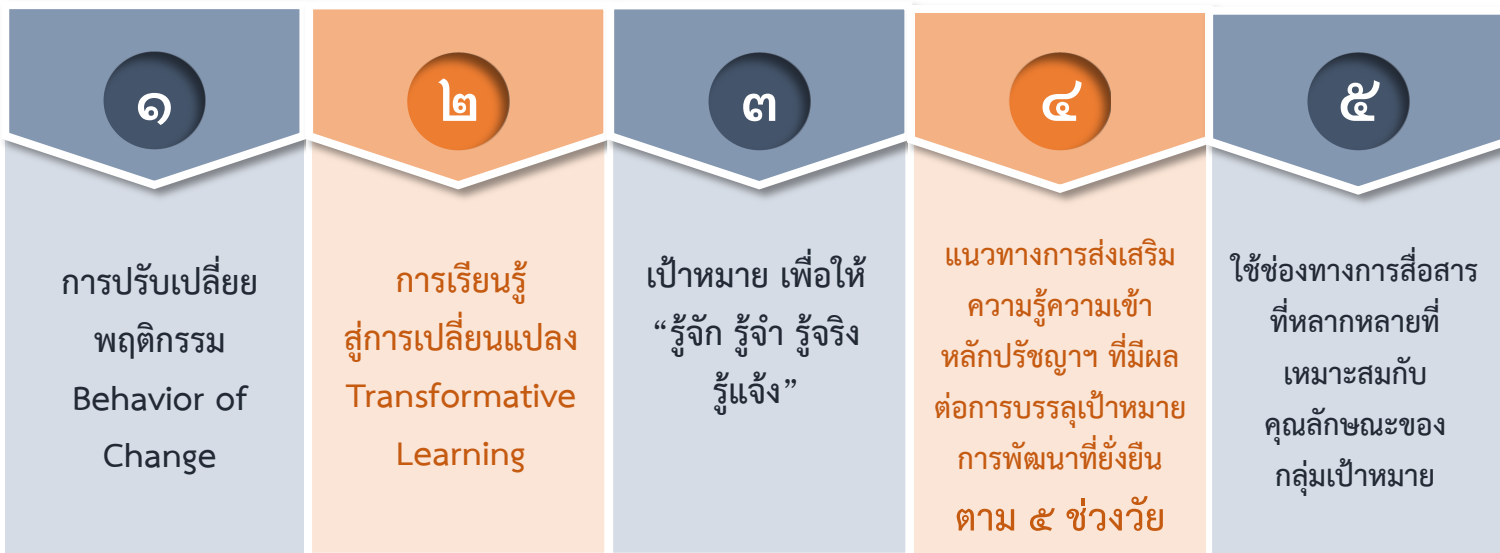 ๑
การปรับเปลี่ยย
พฤติกรรม
Behavior of
Change
๒
การเรียนรู้
สู่การเปลี่ยนแปลง
Transformative
Learning
๓
เป้าหมาย เพื่อให้
“รู้จัก รู้จำ รู้จริง
รู้แจ้ง”
๔
แนวทางการส่งเสริม
ความรู้ความเข้า
หลักปรัชญาฯ ที่มีผล
ต่อการบรรลุเป้าหมาย
การพัฒนาที่ยั่งยืน
ตาม ๕ ช่วงวัย
๕
ใช้ช่องทางการสื่อสาร
ที่หลากหลายที่
เหมาะสมกับ
คุณลักษณะของ
กลุ่มเป้าหมาย